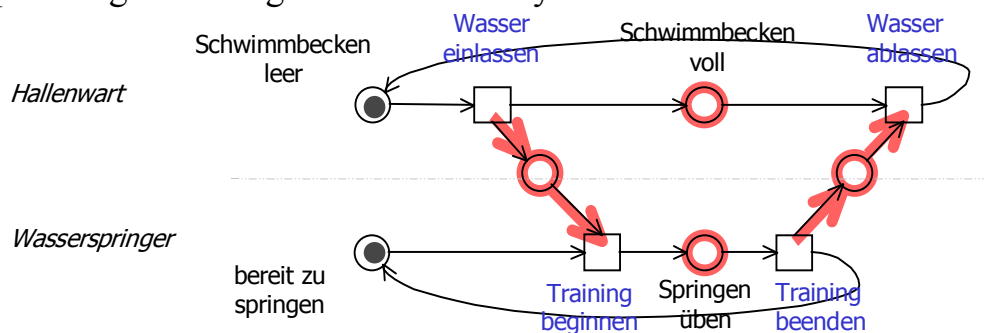 Wasser
einlassen
Schwimmbecken
leer
Schwimmbecken
voll
Wasser
ablassen
Hallenwart
Wasserspringer
bereit zu
springen
Training
beginnen
Springen
üben
Training
beenden